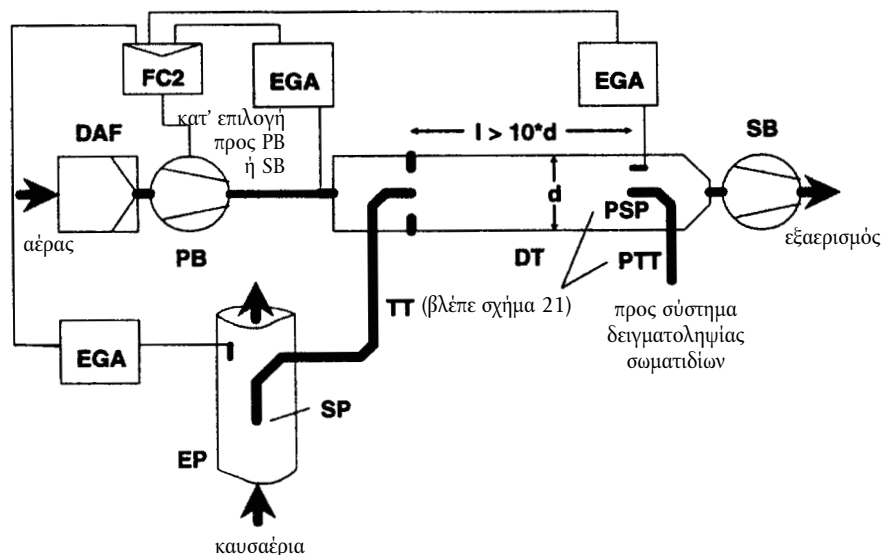 FC2
EGA
EGA
κατ' επιλογή
προς PB
ή SB
DAF
l > 10*d
SB
αέρας
PB
d
PSP
DT
PTT
εξαερισμός
TT (βλέπε σχήμα 21)
προς σύστημα
δειγματοληψίας
σωματιδίων
EGA
SP
EP
καυσαέρια